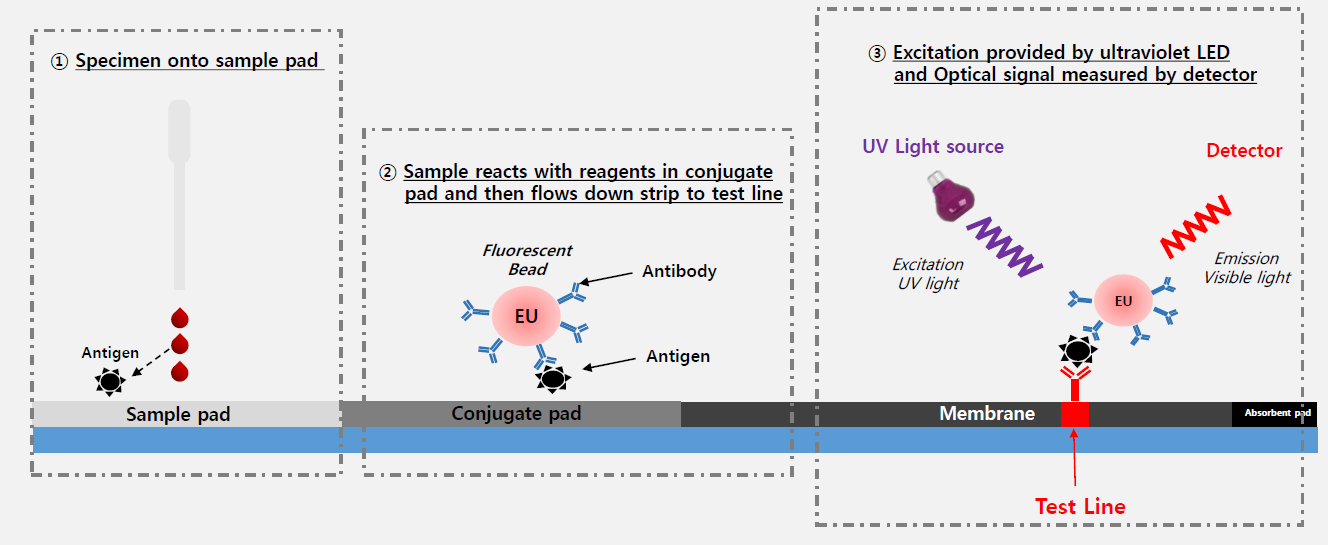 ① Specimen onto sample pad
Antigen
Sample pad
② Sample reacts with reagents in conjugate
pad and then flows down strip to test line
Fluorescent
Bead
Antibody
EU
Antigen
Conjugate pad
③ Excitation provided by ultraviolet LED
and Optical signal measured by detector
UV Light source
Detector
Excitation
UV light
Emission
Visible light
EU
Membrane
Absorbent pad
Test Line